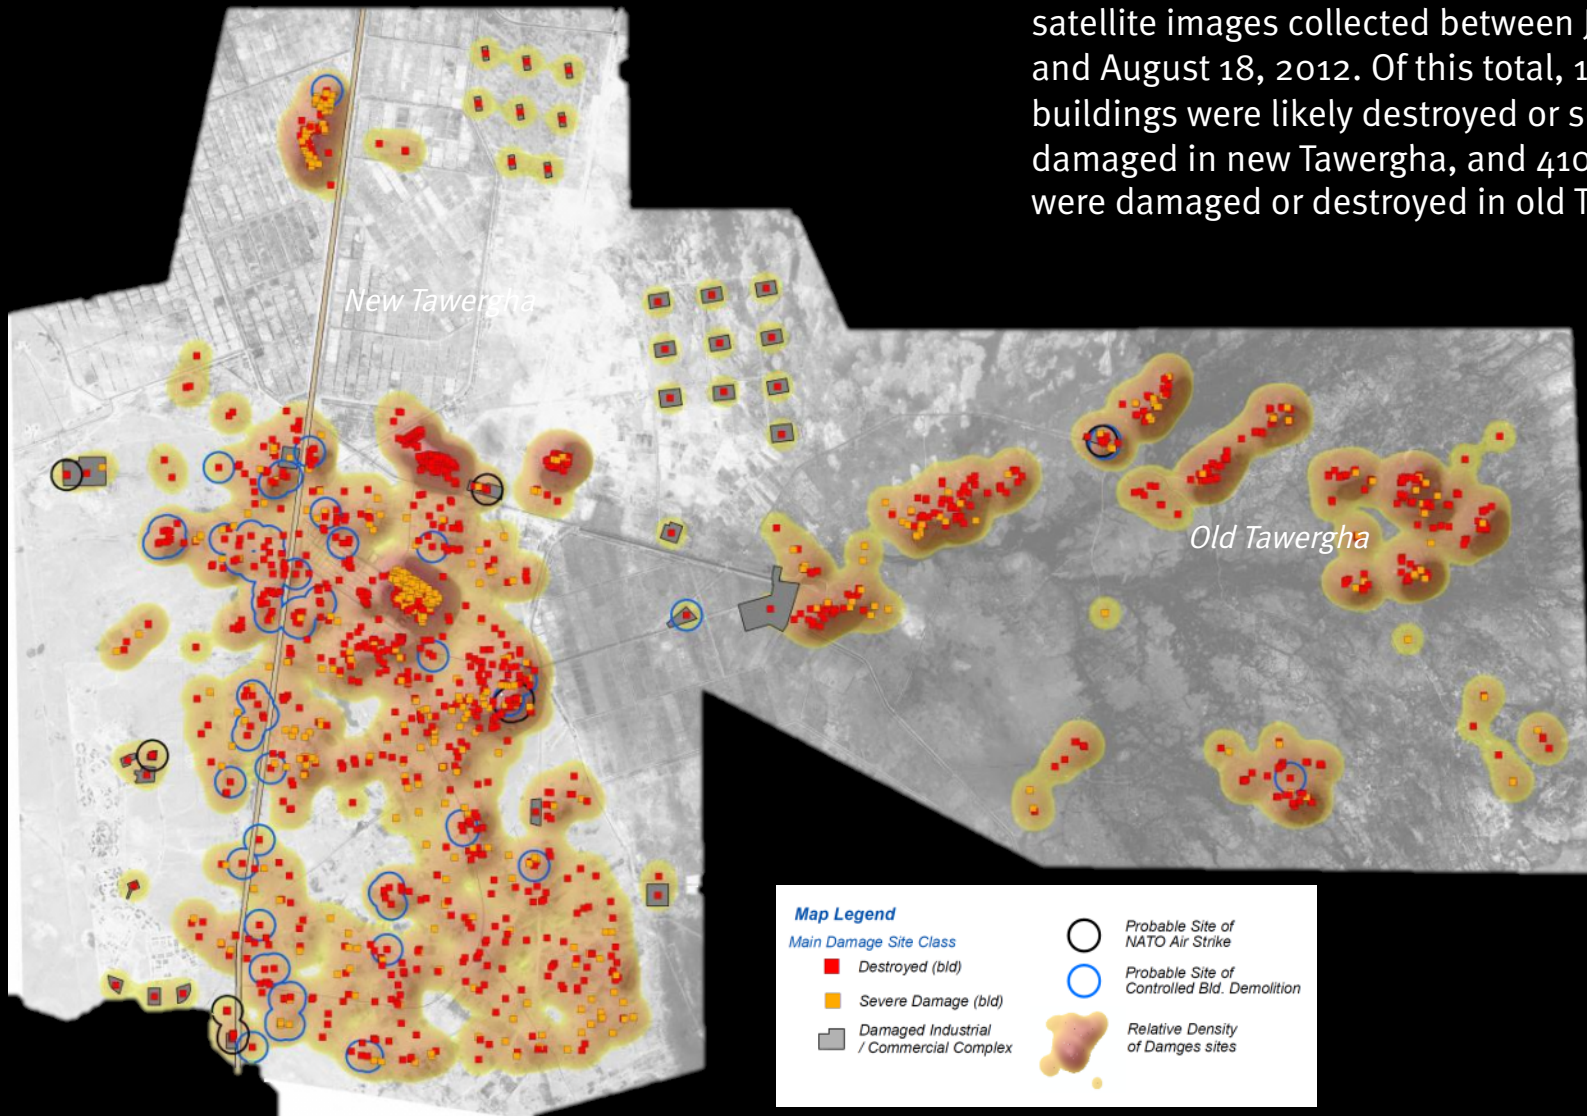 satellite images collected between
and August 18, 2012. Of this total, 1
buildings were likely destroyed or s
damaged in new Tawergha, and 410
were damaged or destroyed in old T
New Tawergha
Old Tawergha
Map Legend
Main Damage Site Class
Destroyed (bld)
Severe Damage (bld)
Damaged Industrial
/ Commercial Complex
Probable Site of
NATO Air Strike
Probable Site of
Controlled Bld. Demolition
Relative Density
of Damges sites